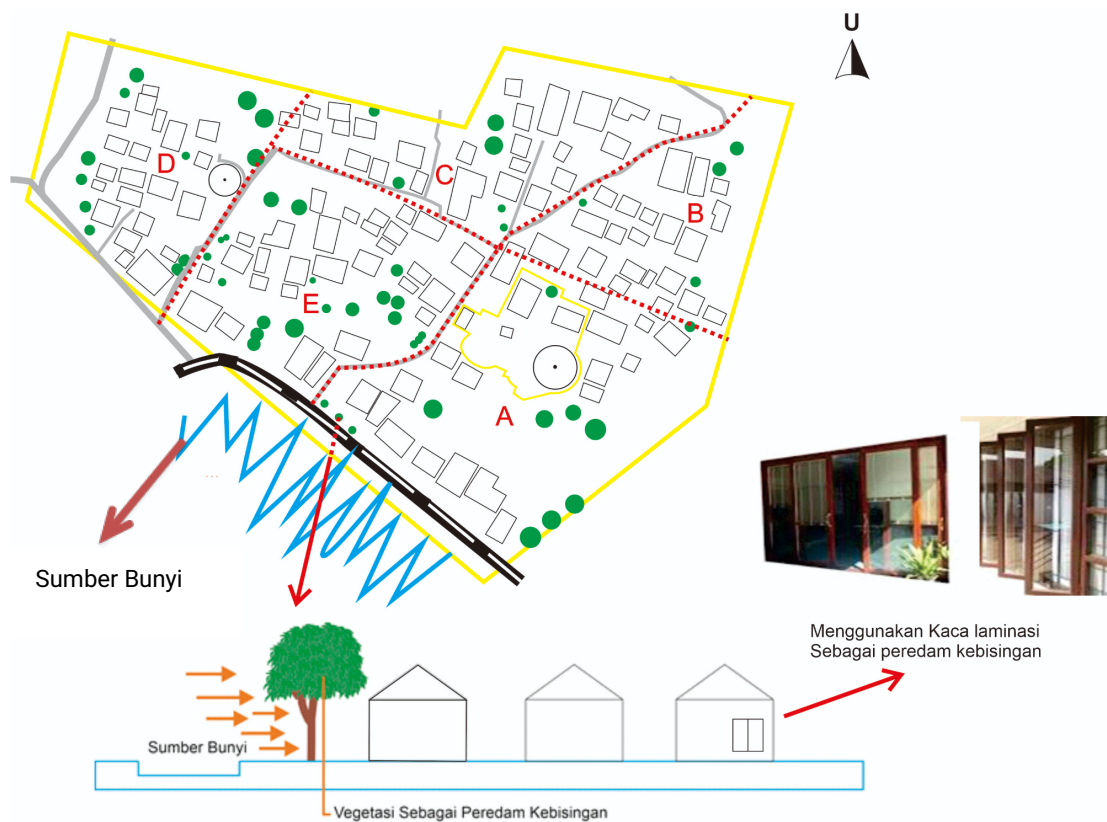 U
D
C
B
E
A
...
Sumber Bunyi
Menggunakan Kaca laminasi
Sebagai peredam kebisingan
Sumber Bunyi
Vegetasi Sebagai Peredam Kebisingan